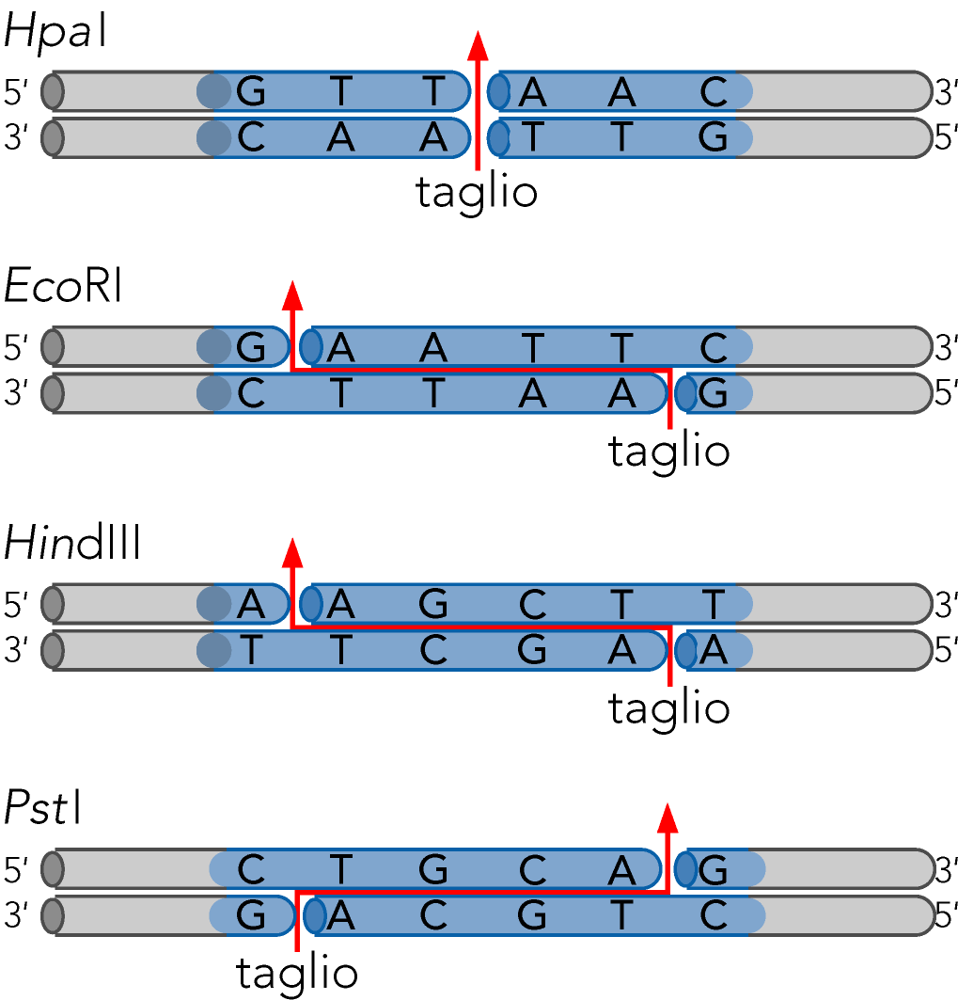 HpaI
5' G T T A A C 3'
3' C A A T T G 5'
taglio
EcoRI
5' G A A T T C 3'
3' C T T A A G 5'
taglio
HindIII
5' A A G C T T 3'
3' T T C G A A 5'
taglio
PstI
5' C T G C A G 3'
3' G A C G T C 5'
taglio